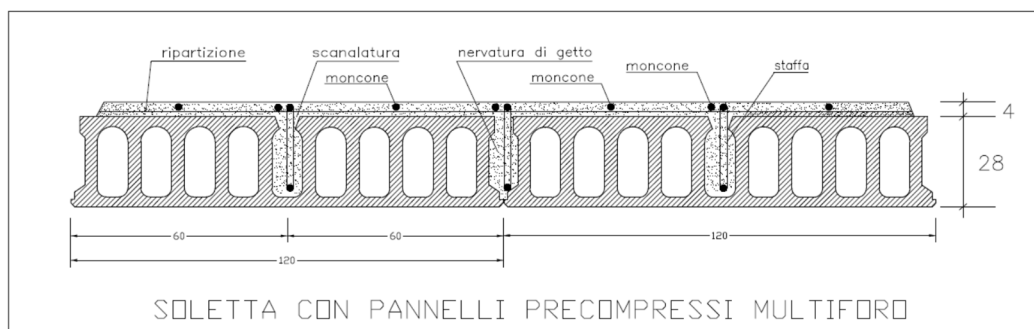 ripartizione
scanalatura
nervatura di getto
moncone
moncone
moncone
staffa
4
28
60
60
120
120
SOLETTA CON PANNELLI PRECOMPRESSI MULTIFORO